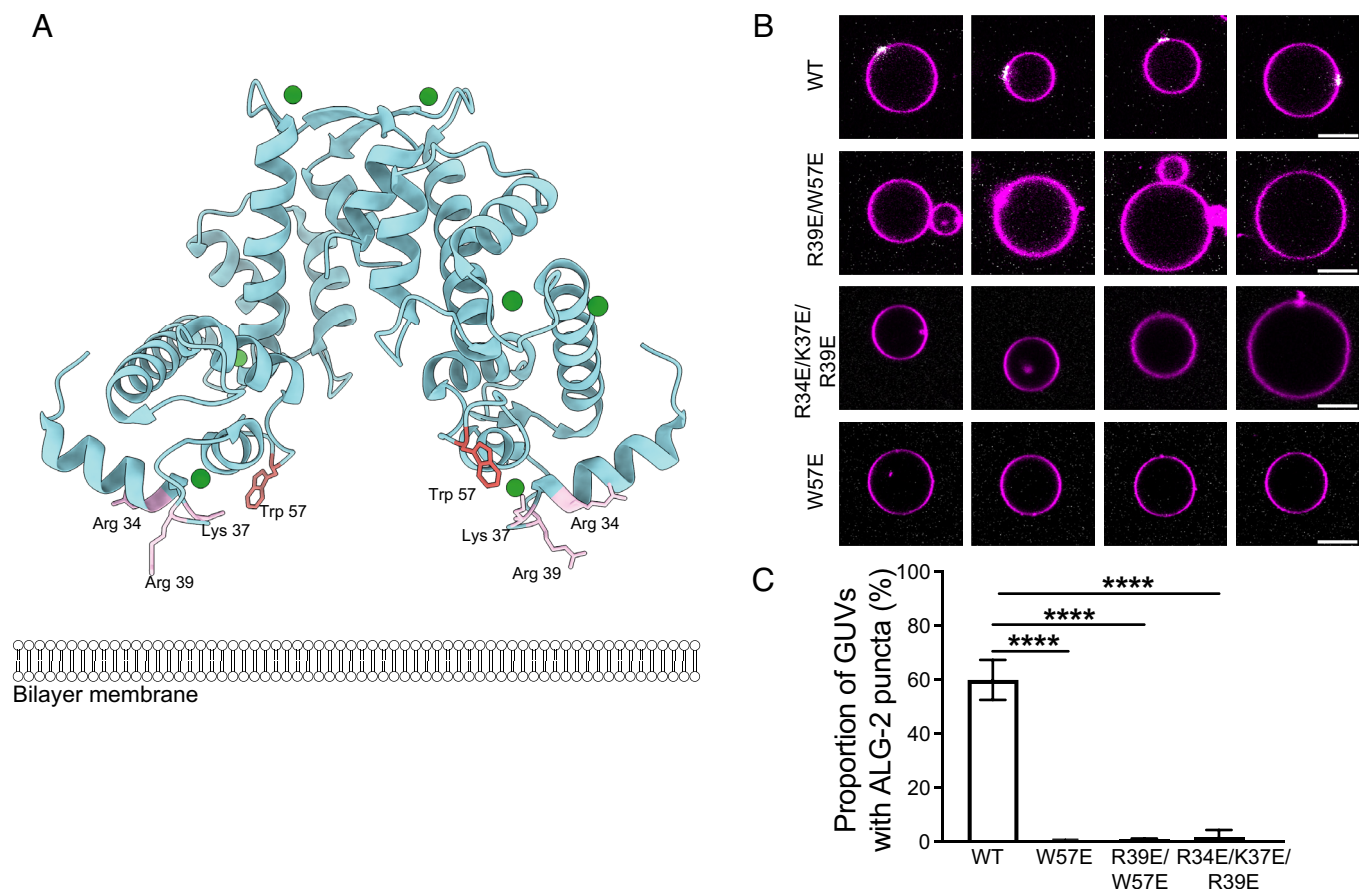 A
Trp 57
Arg 34
Lys 37
Trp 57
Arg 39
Lys 37
Arg 34
Arg 39
Bilayer membrane
B
WT
R39E/W57E
R34E/K37E/
R39E
W57E
C
Proportion of GUVs
with ALG-2 puncta (%)
100
80
60
40
20
0
****
****
****
WT
W57E
R39E/
W57E
R34E/K37E/
R39E